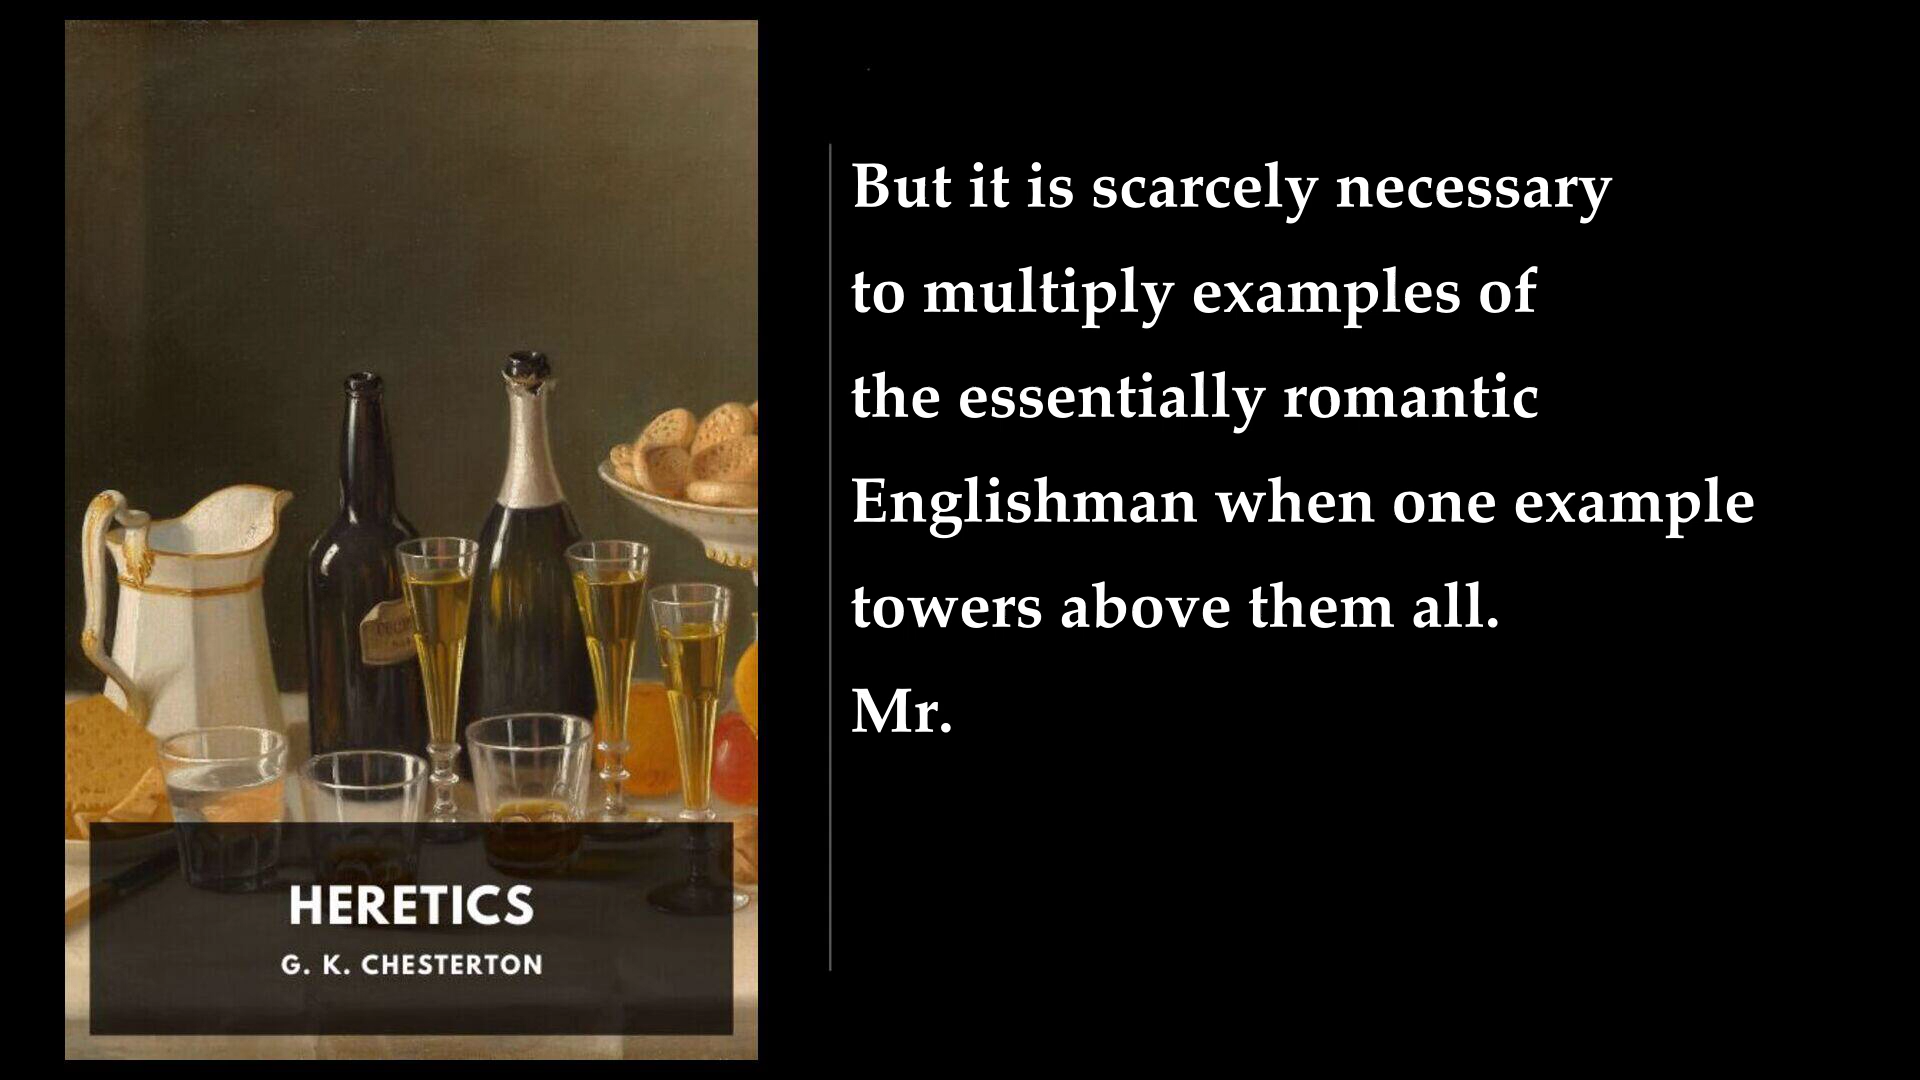 But it is scarcely necessary
to multiply examples of
the essentially romantic
Englishman when one example
towers above them all.
Mr.
HERETICS
G. K. CHESTERTON